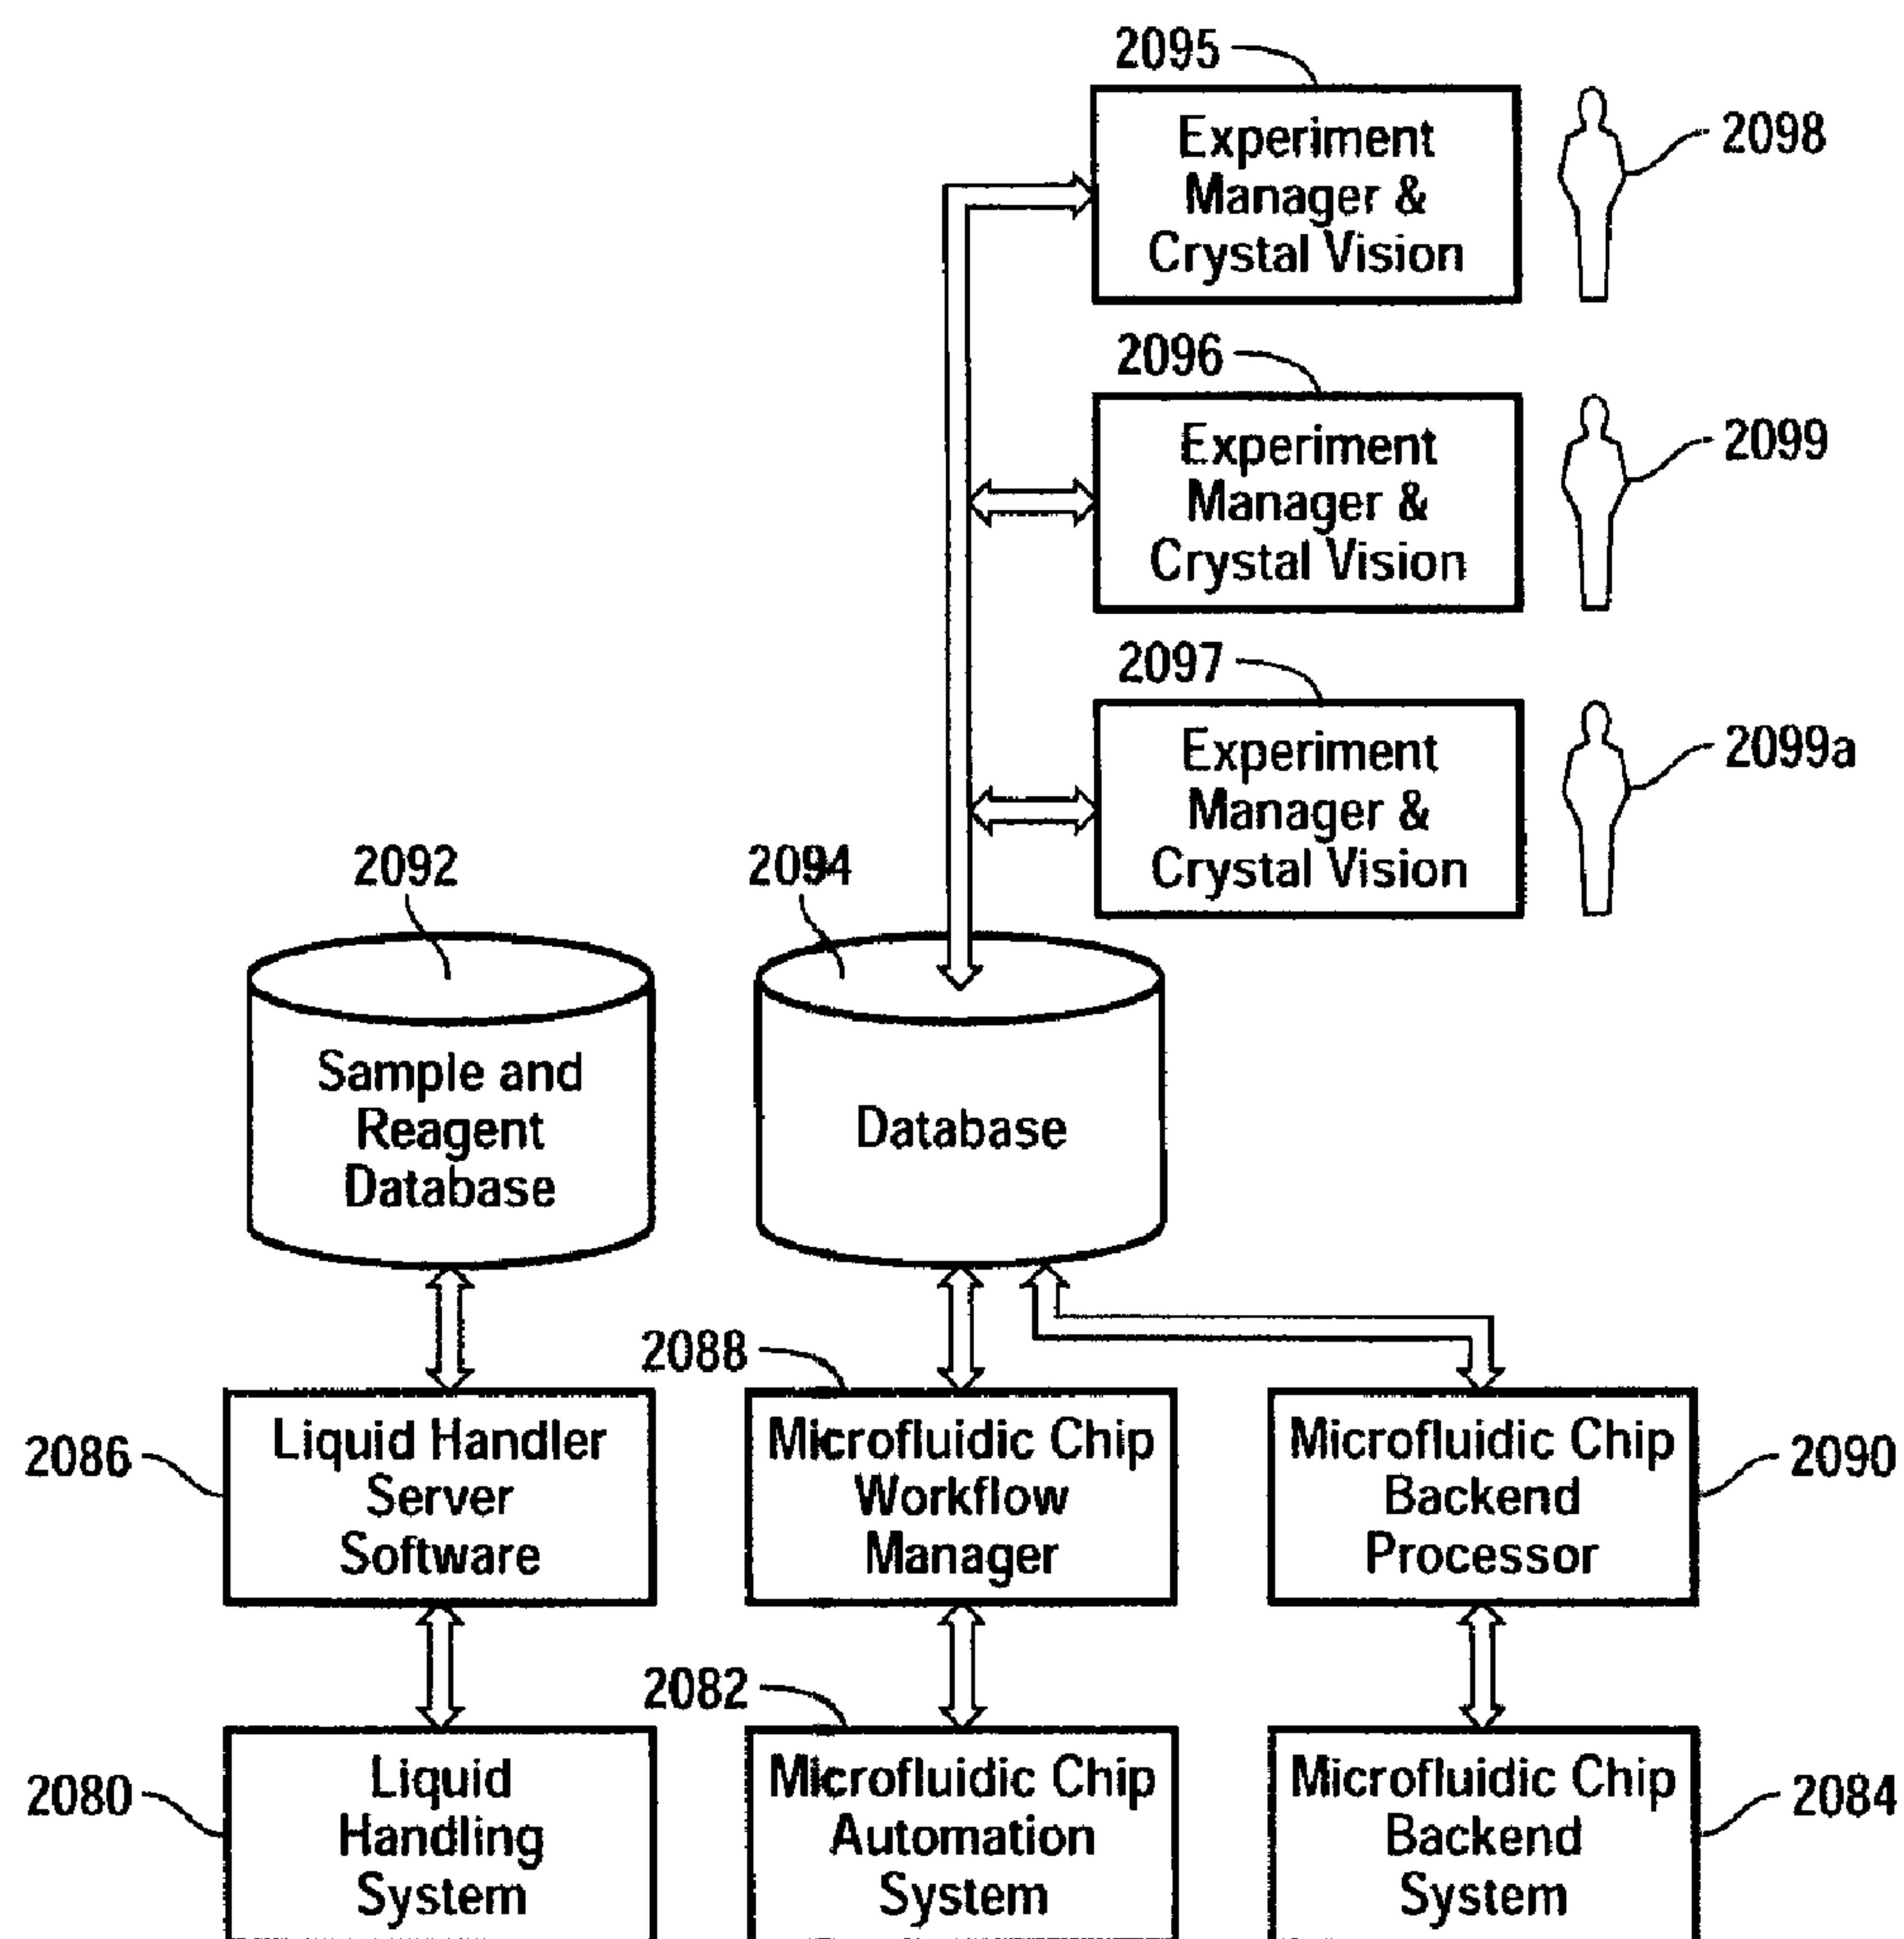 2095
Experiment
Manager &
Crystal Vision
2098
2096
Experiment
Manager &
Crystal Vision
2099
2097
Experiment
Manager &
Crystal Vision
2099a
2092
2094
Sample and
Reagent
Database
Database
2088
2086
Liquid Handler
Server
Software
Microfluidic Chip
Workflow
Manager
Microfluidic Chip
Backend
Processor
2090
2082
2080
Liquid
Handling
System
Microfluidic Chip
Automation
System
Microfluidic Chip
Backend
System
2084